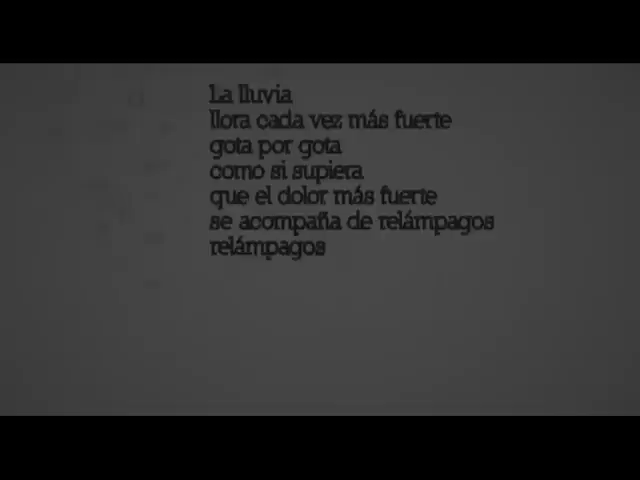 La lluvia
llora cada vez más fuerte
gota por gota
como si supiera
que el dolor más fuerte
se acompaña de relámpagos
relámpagos